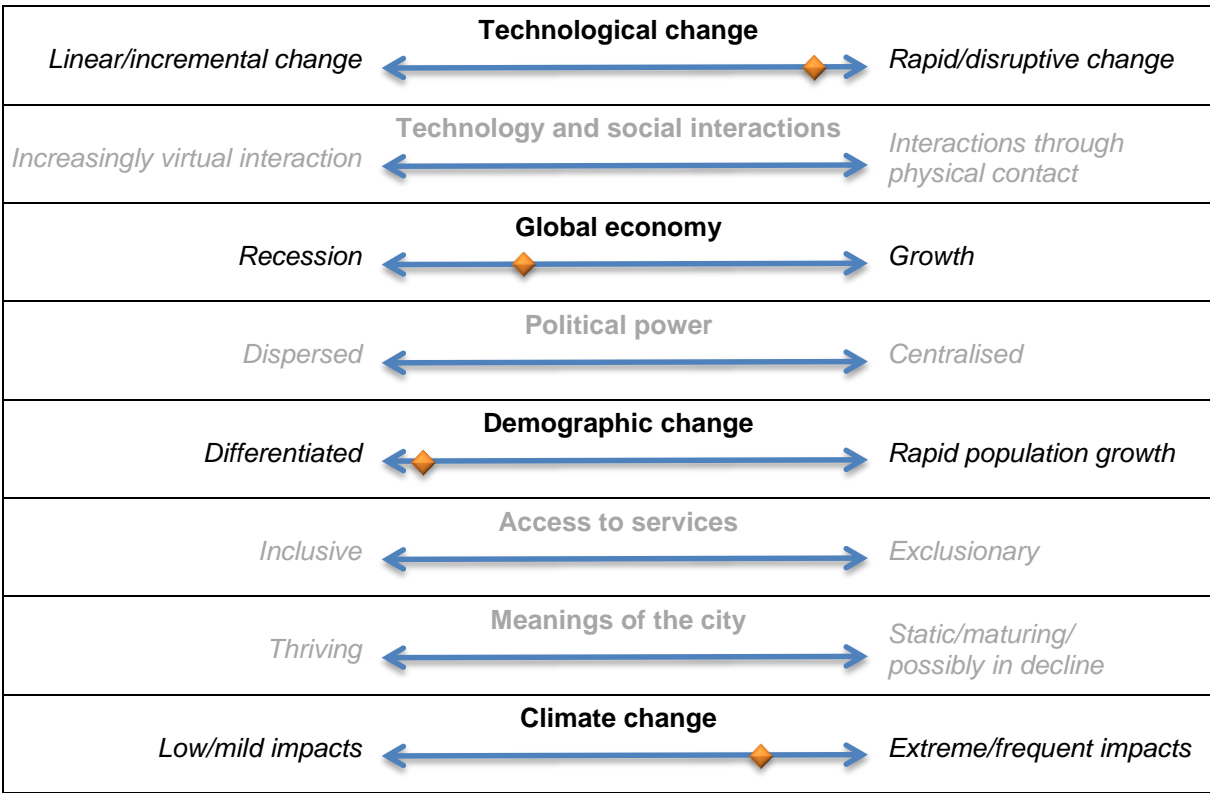 Technological change
Linear/incremental change
Rapid/disruptive change
Technology and social interactions
Increasingly virtual interaction
Interactions through
physical contact
Global economy
Recession
Growth
Political power
Dispersed
Centralised
Demographic change
Differentiated
Rapid population growth
Access to services
Inclusive
Exclusionary
Meanings of the city
Thriving
Static/maturing/
possibly in decline
Climate change
Low/mild impacts
Extreme/frequent impacts